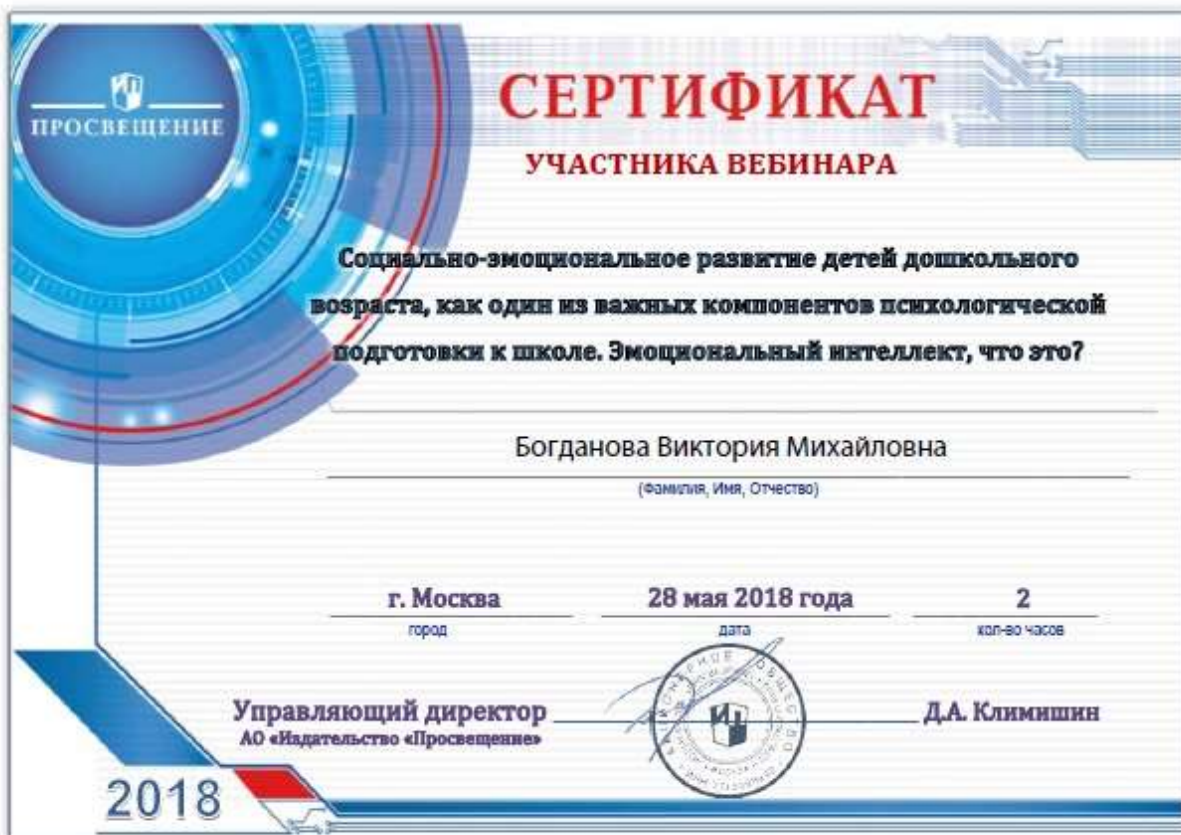 ПРОСВЕЩЕНИЕ
СЕРТИФИКАТ
УЧАСТНИКА ВЕБИНАРА
Социально-эмоциональное развитие детей дошкольного
возраста, как один из важных компонентов психологической
подготовки к школе. Эмоциональный интеллект, что это?
Богданова Виктория Михайловна
(Фамилия, Имя, Отчество)
г. Москва 28 мая 2018 года 2
город дата кол-во часов
Управляющий директор Д.А. Климишин
АО «Издательство «Просвещение»
АКЦИОНЕРНОЕ ОБЩЕСТВО
2018